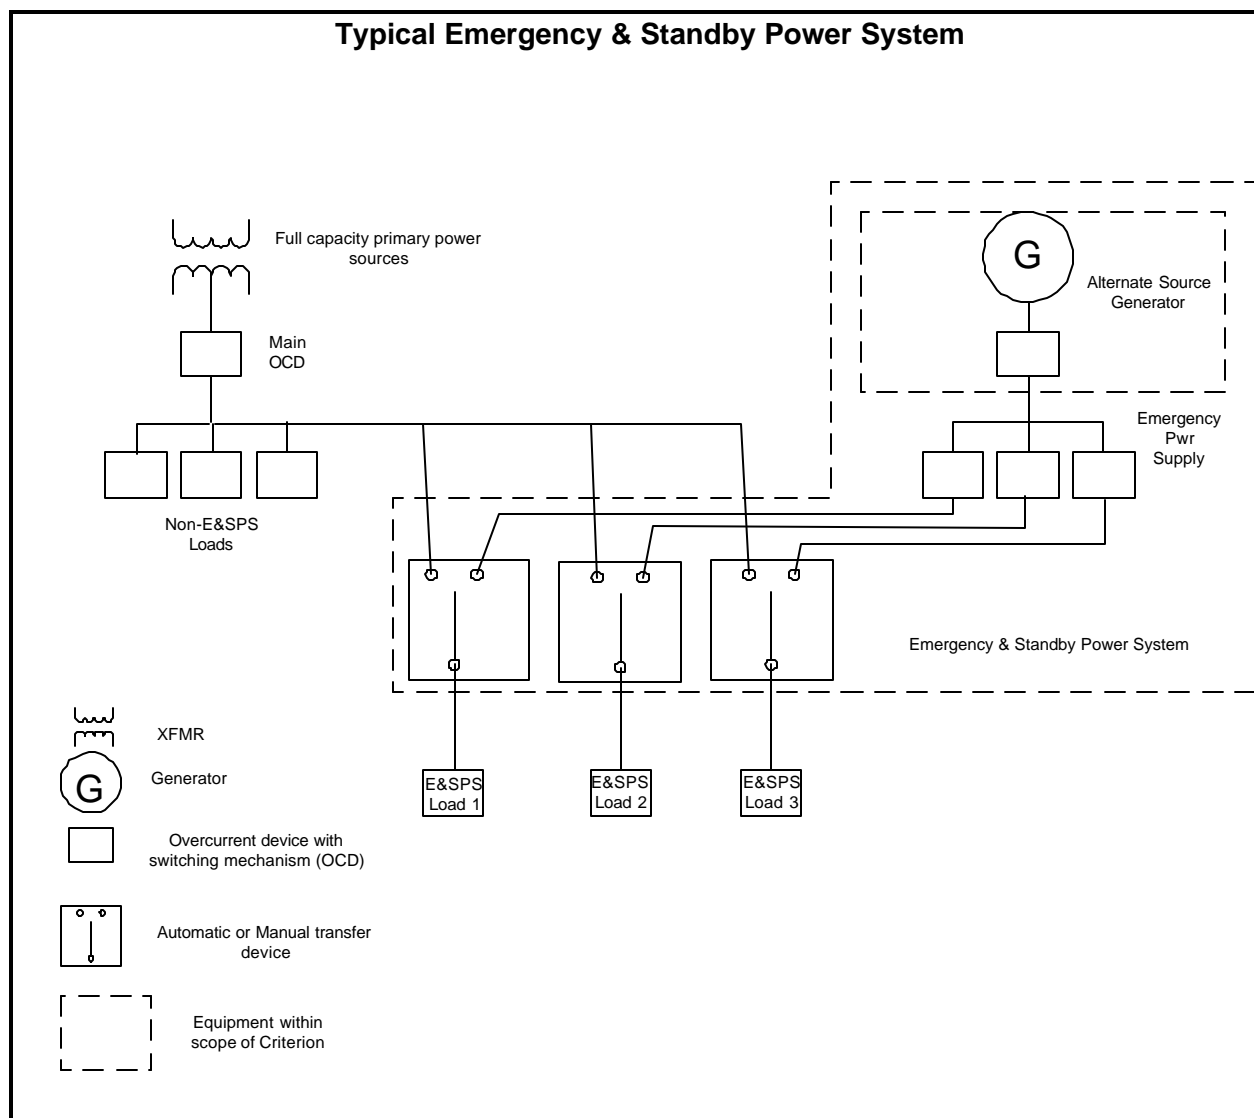 Typical Emergency & Standby Power System
Full capacity primary power
sources
G
Alternate Source
Generator
Main
OCD
Emergency
Pwr
Supply
Non-E&SPS
Loads
Emergency & Standby Power System
E&SPS
Load 1
E&SPS
Load 2
E&SPS
Load 3
XFMR
G
Generator
Overcurrent device with
switching mechanism (OCD)
Automatic or Manual transfer
device
Equipment within
scope of Criterion